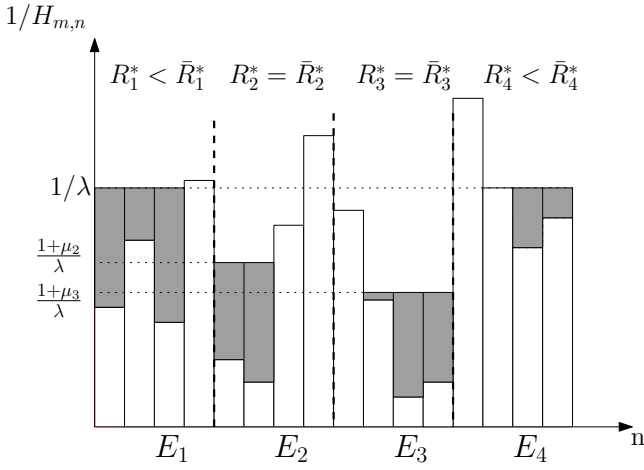 1/H_{m,n}
R_1^* < \bar{R}_1^* R_2^* = \bar{R}_2^* R_3^* = \bar{R}_3^* R_4^* < \bar{R}_4^*
1/λ
\frac{1+μ_2}{λ}
\frac{1+μ_3}{λ}
E_1 E_2 E_3 E_4 n